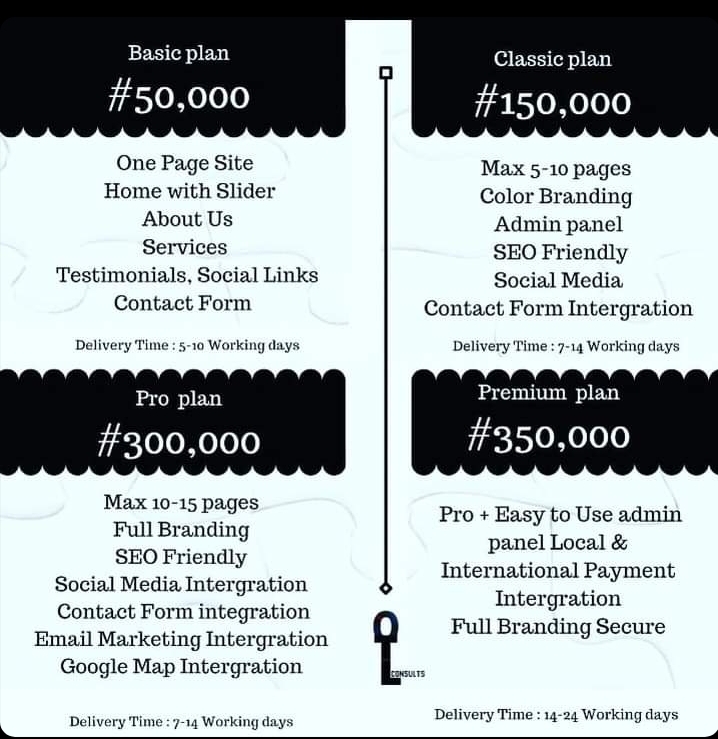 Basic plan
#50,000
One Page Site
Home with Slider
About Us
Services
Testimonials, Social Links
Contact Form
Delivery Time : 5-10 Working days
Classic plan
#150,000
Max 5-10 pages
Color Branding
Admin panel
SEO Friendly
Social Media
Contact Form Intergration
Delivery Time : 7-14 Working days
Pro plan
#300,000
Max 10-15 pages
Full Branding
SEO Friendly
Social Media Intergration
Contact Form integration
Email Marketing Intergration
Google Map Intergration
Delivery Time : 7-14 Working days
Premium plan
#350,000
Pro + Easy to Use admin
panel Local &
International Payment
Intergration
Full Branding Secure
Delivery Time : 14-24 Working days
OL
CONSULTS